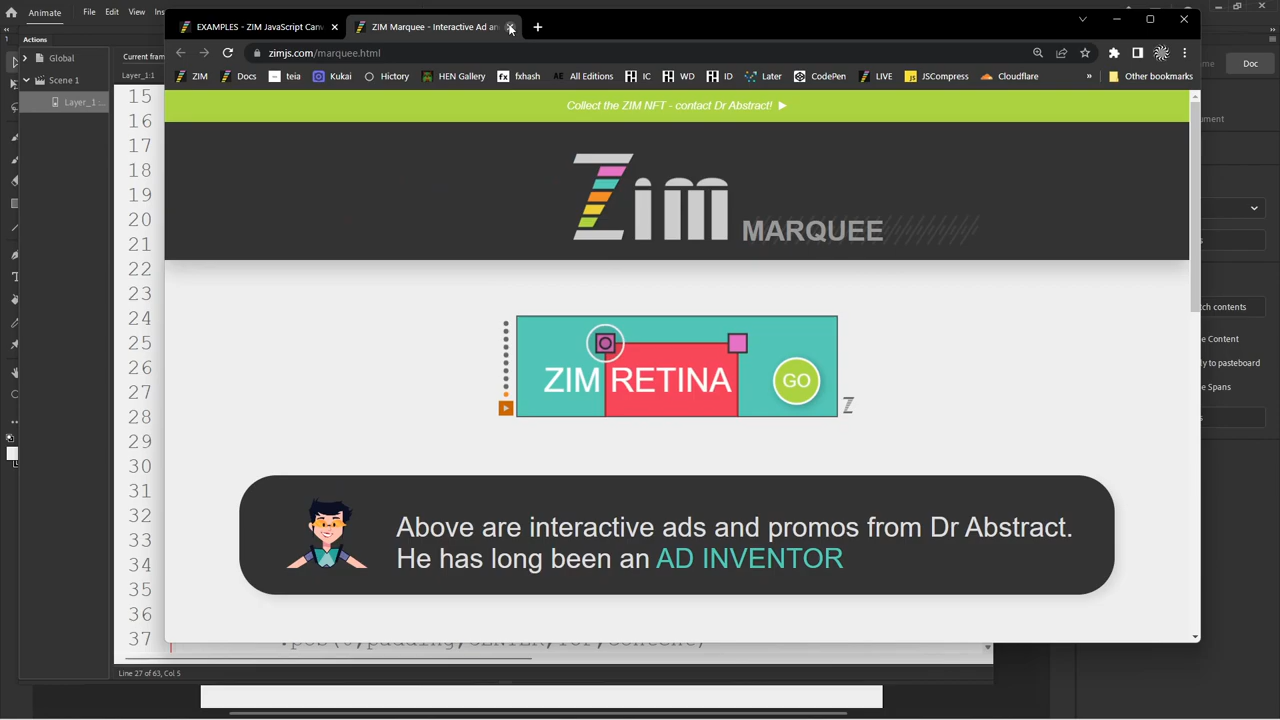 Animate
File
Edit
View
EXAMPLES - ZIM JavaScript Canv
ZIM Marquee - Interactive Ad an
Actions
Global
Current fram
zimjs.com/marquee.html
Doc
Scene 1
Layer_1:1
ZIM
Docs
teia
Kukai
Hictory
HEN Gallery
fxhash
All Editions
IC
WD
ID
Later
CodePen
LIVE
JSCompress
Cloudflare
»
Other bookmarks
Layer_1 :...
Collect the ZIM NFT - contact Dr Abstract! ▶
15
16
17
18
19
20
21
22
23
24
25
26
27
28
29
30
31
32
33
34
35
36
37
Zim MARQUEE
ZIM RETINA
GO
Above are interactive ads and promos from Dr Abstract.
He has long been an AD INVENTOR
Line 27 of 63, Col 5